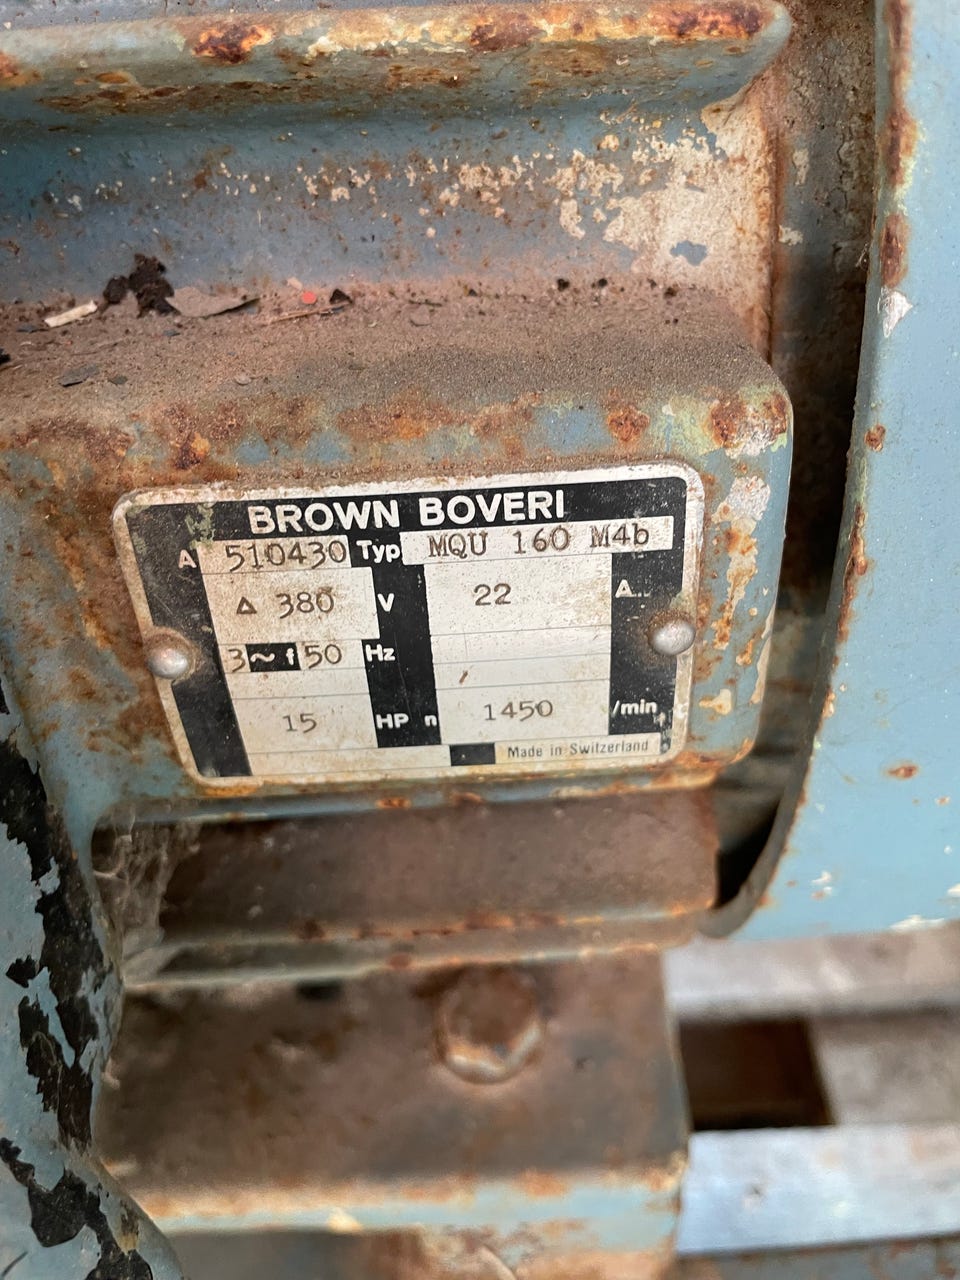 BROWN BOVERI
A 510430 Typ MQU 160 M4b
Δ 380 V 22 A
3~ f 50 Hz
15 HP n 1450 /min
Made in Switzerland